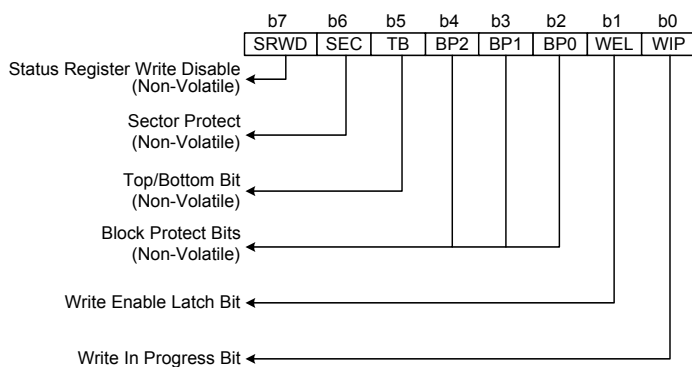 b7 b6 b5 b4 b3 b2 b1 b0
SRWD SEC TB BP2 BP1 BP0 WEL WIP
Status Register Write Disable
(Non-Volatile)
Sector Protect
(Non-Volatile)
Top/Bottom Bit
(Non-Volatile)
Block Protect Bits
(Non-Volatile)
Write Enable Latch Bit
Write In Progress Bit